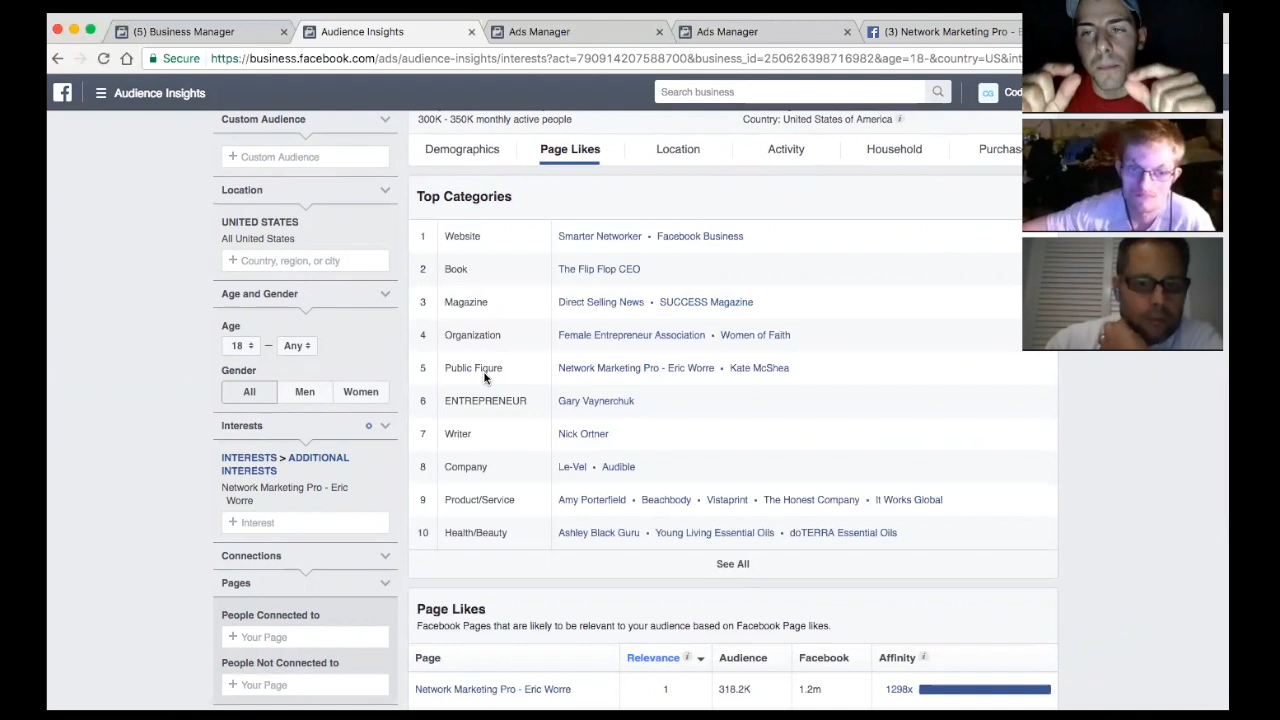 (5) Business Manager
Audience Insights
Ads Manager
Ads Manager
(3) Network Marketing Pro - E
Secure
https://business.facebook.com/ads/audience-insights/interests?act=790914207588700&business_id=250626398716982&age=18-&country=US&int
Audience Insights
Search business
CG
Cod
Custom Audience
+ Custom Audience
Location
UNITED STATES
All United States
+ Country, region, or city
Age and Gender
Age
18 — Any
Gender
All Men Women
Interests
INTERESTS > ADDITIONAL
INTERESTS
Network Marketing Pro - Eric
Worre
+ Interest
Connections
Pages
People Connected to
+ Your Page
People Not Connected to
+ Your Page
300K - 350K monthly active people
Country: United States of America
Demographics Page Likes Location Activity Household Purchas
Top Categories
1 Website Smarter Networker • Facebook Business
2 Book The Flip Flop CEO
3 Magazine Direct Selling News • SUCCESS Magazine
4 Organization Female Entrepreneur Association • Women of Faith
5 Public Figure Network Marketing Pro - Eric Worre • Kate McShea
6 ENTREPRENEUR Gary Vaynerchuk
7 Writer Nick Ortner
8 Company Le-Vel • Audible
9 Product/Service Amy Porterfield • Beachbody • Vistaprint • The Honest Company • It Works Global
10 Health/Beauty Ashley Black Guru • Young Living Essential Oils • doTERRA Essential Oils
See All
Page Likes
Facebook Pages that are likely to be relevant to your audience based on Facebook Page likes.
Page Relevance Audience Facebook Affinity
Network Marketing Pro - Eric Worre 1 318.2K 1.2m 1298x